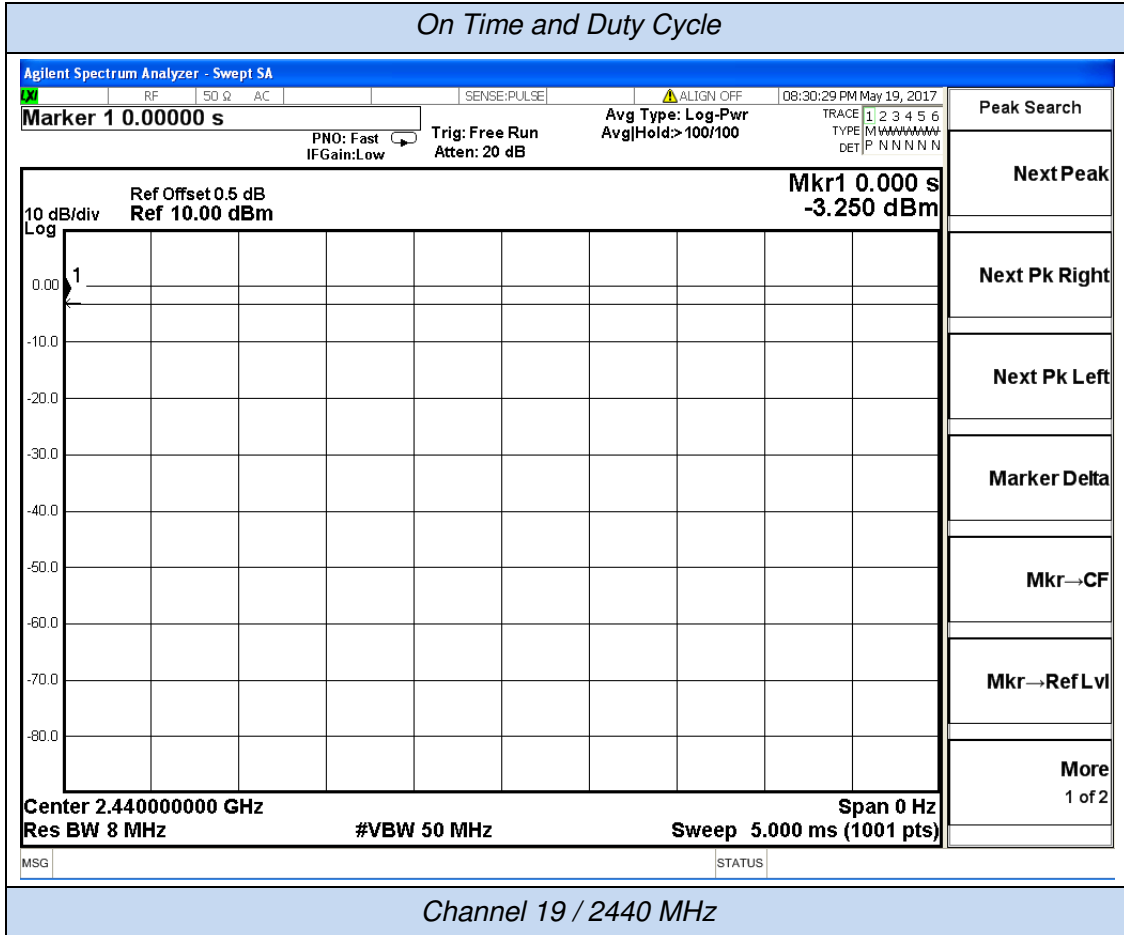 On Time and Duty Cycle
Agilent Spectrum Analyzer - Swept SA
LXI RF 50 Ω AC SENSE:PULSE ALIGN OFF 08:30:29 PM May 19, 2017
Marker 1 0.00000 s
PNO: Fast
IFGain:Low
Trig: Free Run
Atten: 20 dB
Avg Type: Log-Pwr
Avg|Hold:>100/100
TRACE 1 2 3 4 5 6
TYPE M WWWWW
DET P N N N N N
Peak Search
Ref Offset 0.5 dB
10 dB/div Ref 10.00 dBm
Log
Mkr1 0.000 s
-3.250 dBm
1
0.00
-10.0
-20.0
-30.0
-40.0
-50.0
-60.0
-70.0
-80.0
Center 2.440000000 GHz Span 0 Hz
Res BW 8 MHz #VBW 50 MHz Sweep 5.000 ms (1001 pts)
Next Peak
Next Pk Right
Next Pk Left
Marker Delta
Mkr→CF
Mkr→Ref Lvl
More
1 of 2
MSG STATUS
Channel 19 / 2440 MHz